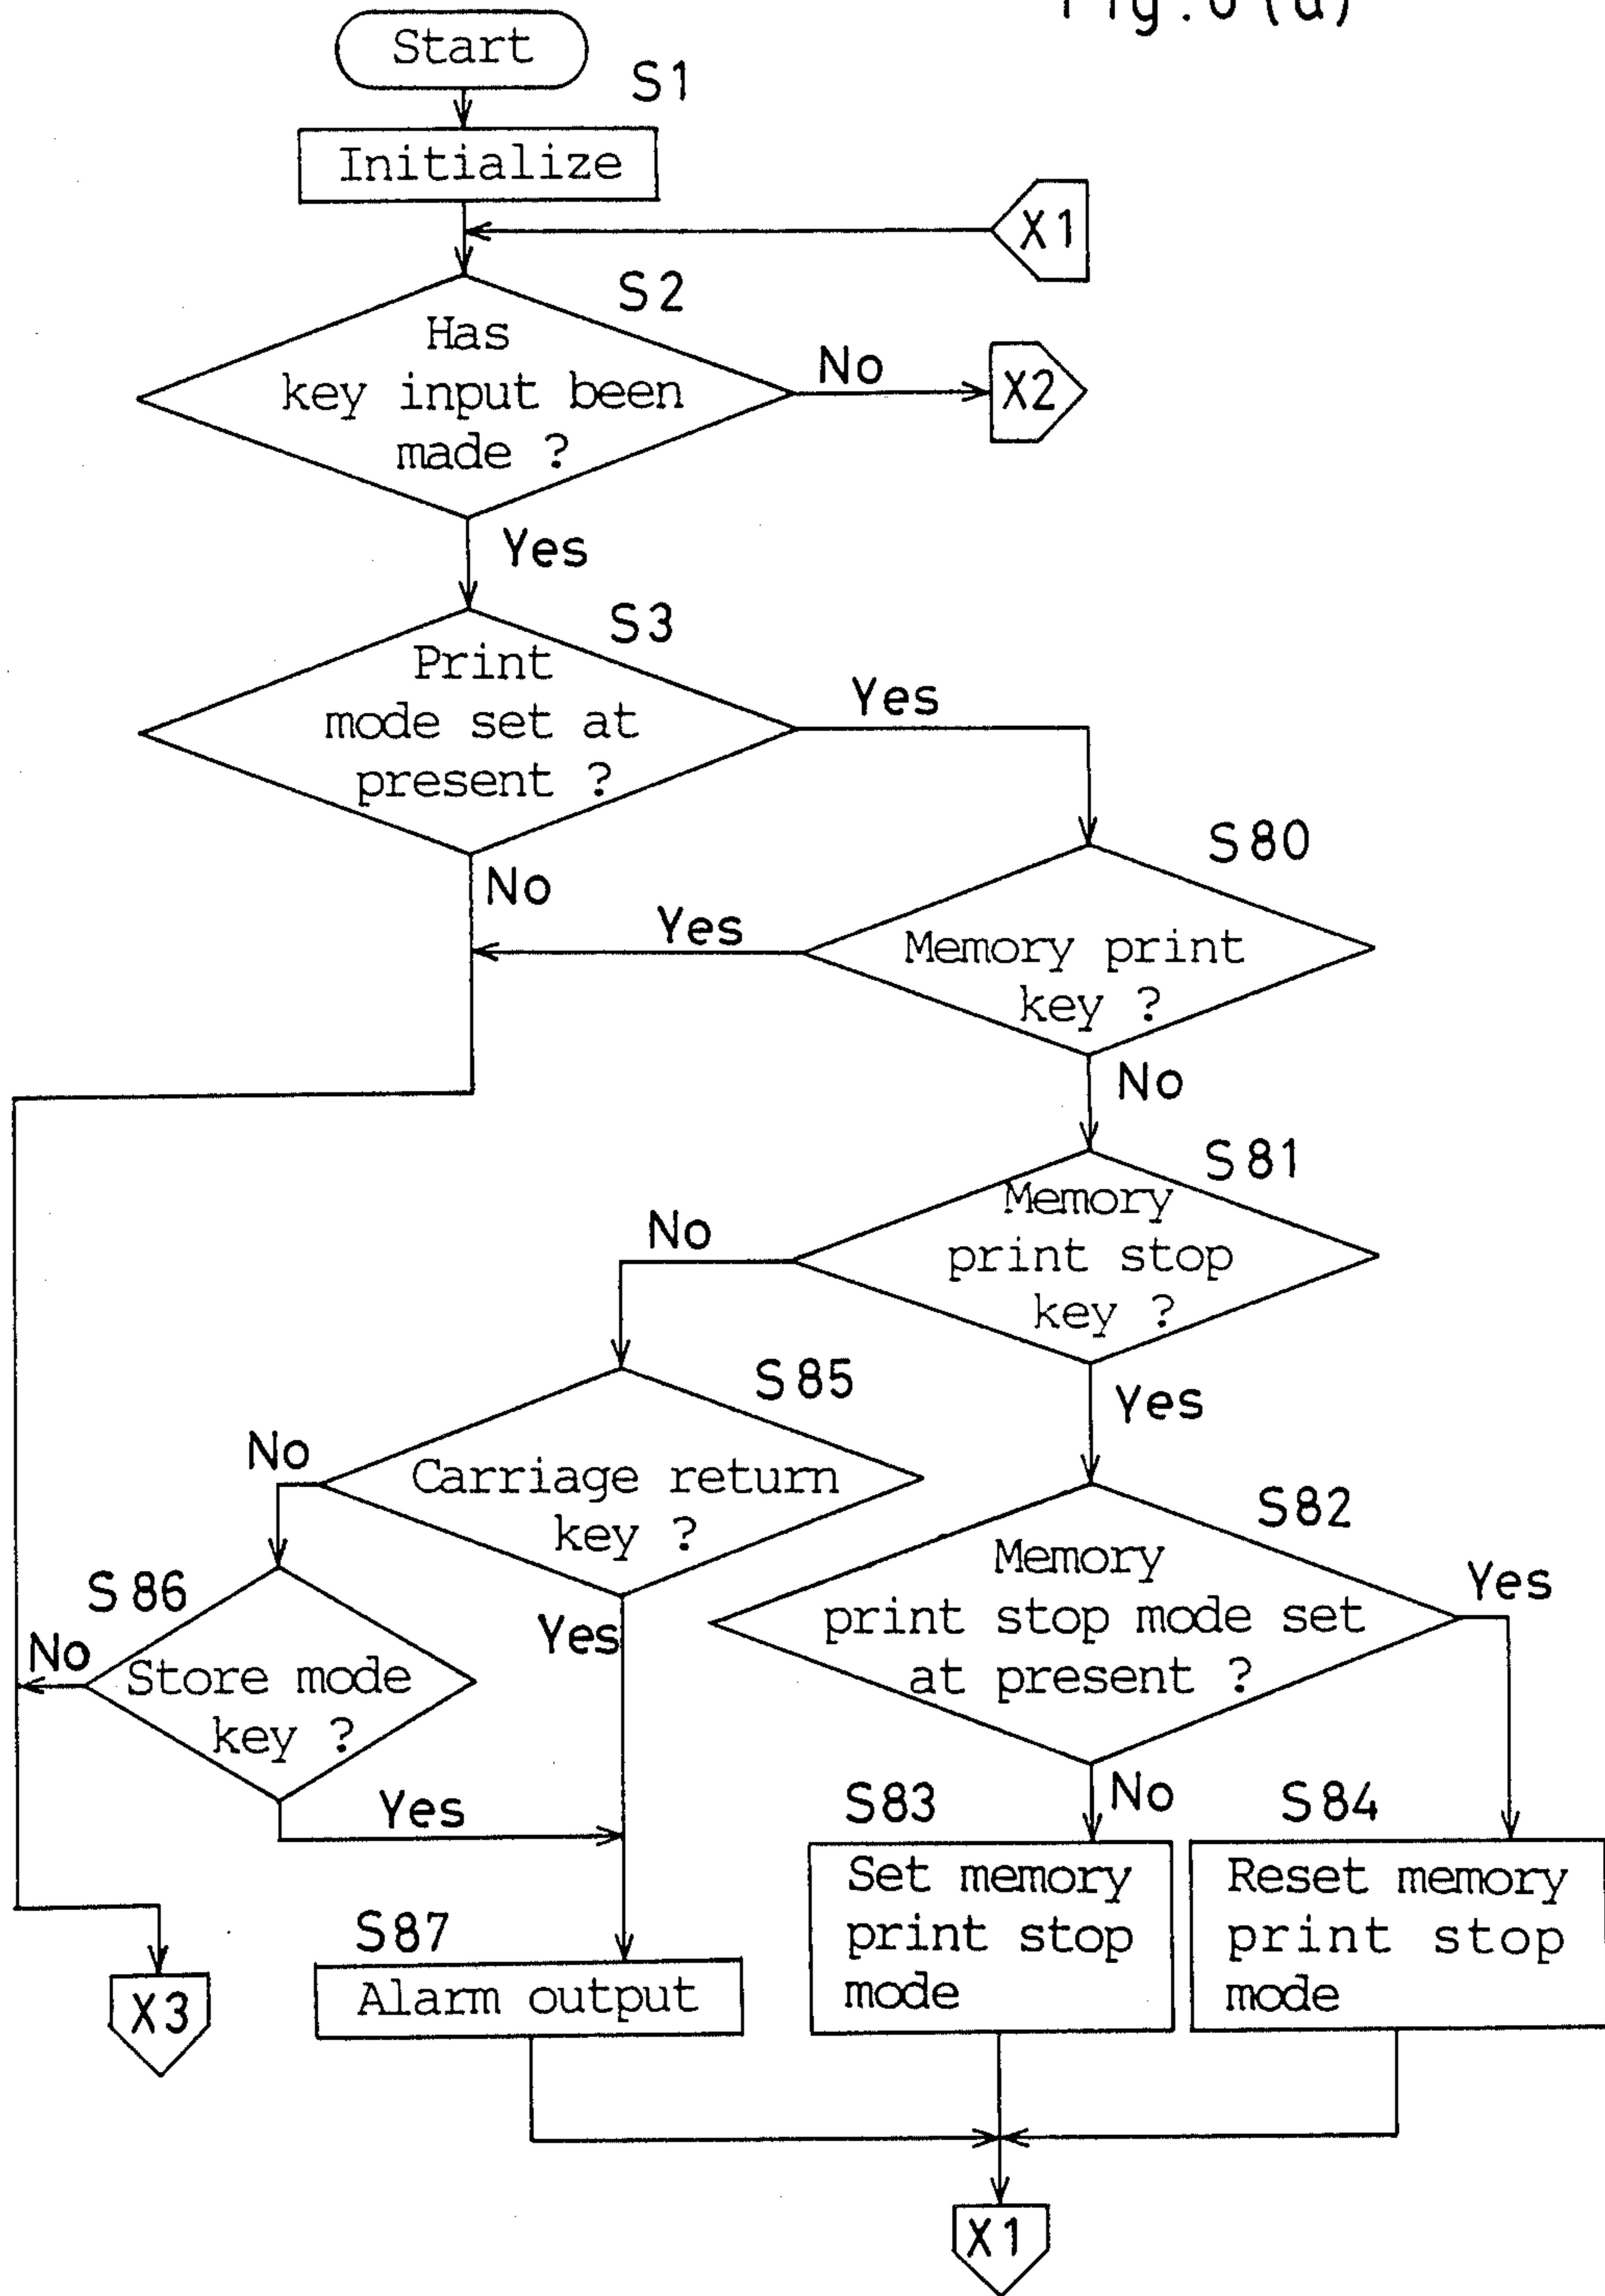 Start
S1
Initialize
X1
S2
Has
key input been
made ?
No
X2
Yes
S3
Print
mode set at
present ?
Yes
No
S80
Memory print
key ?
Yes
No
S81
Memory
print stop
key ?
No
Yes
S85
Carriage return
key ?
No
Yes
S82
Memory
print stop mode set
at present ?
Yes
No
S86
Store mode
key ?
No
Yes
S83
Set memory
print stop
mode
S84
Reset memory
print stop
mode
S87
Alarm output
X3
X1